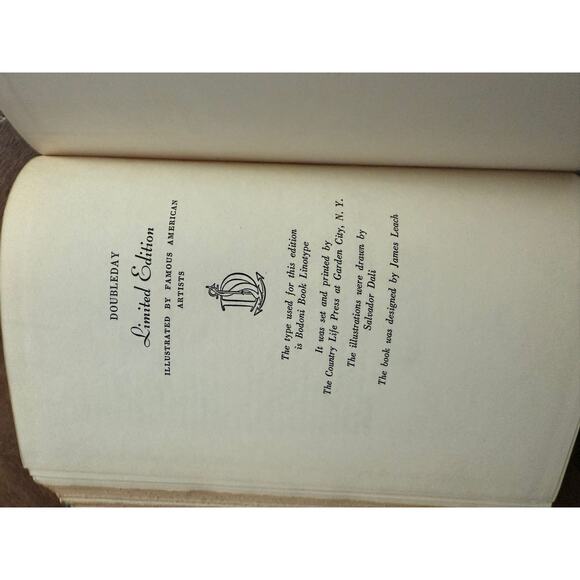 DOUBLEDAY
Limited Edition
ILLUSTRATED BY FAMOUS AMERICAN
ARTISTS
The type used for this edition
is Bodoni Book Linotype
It was set and printed by
The Country Life Press at Garden City, N. Y.
The illustrations were drawn by
Salvador Dali
The book was designed by James Leach